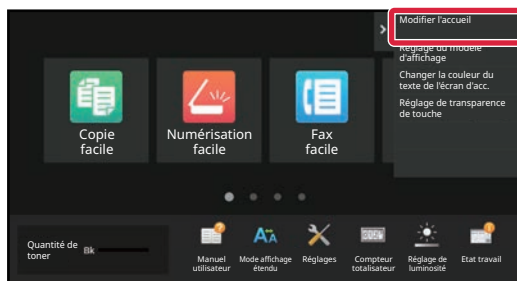 Modifier l'accueil
Réglage du modèle
d'affichage
Changer la couleur du
texte de l'écran d'acc.
Réglage de transparence
de touche
Copie
facile
Numérisation
facile
Fax
facile
Quantité de
toner
Bk
Manuel
utilisateur
Mode affichage
étendu
Réglages
Compteur
totalisateur
Réglage de
luminosité
Etat travail